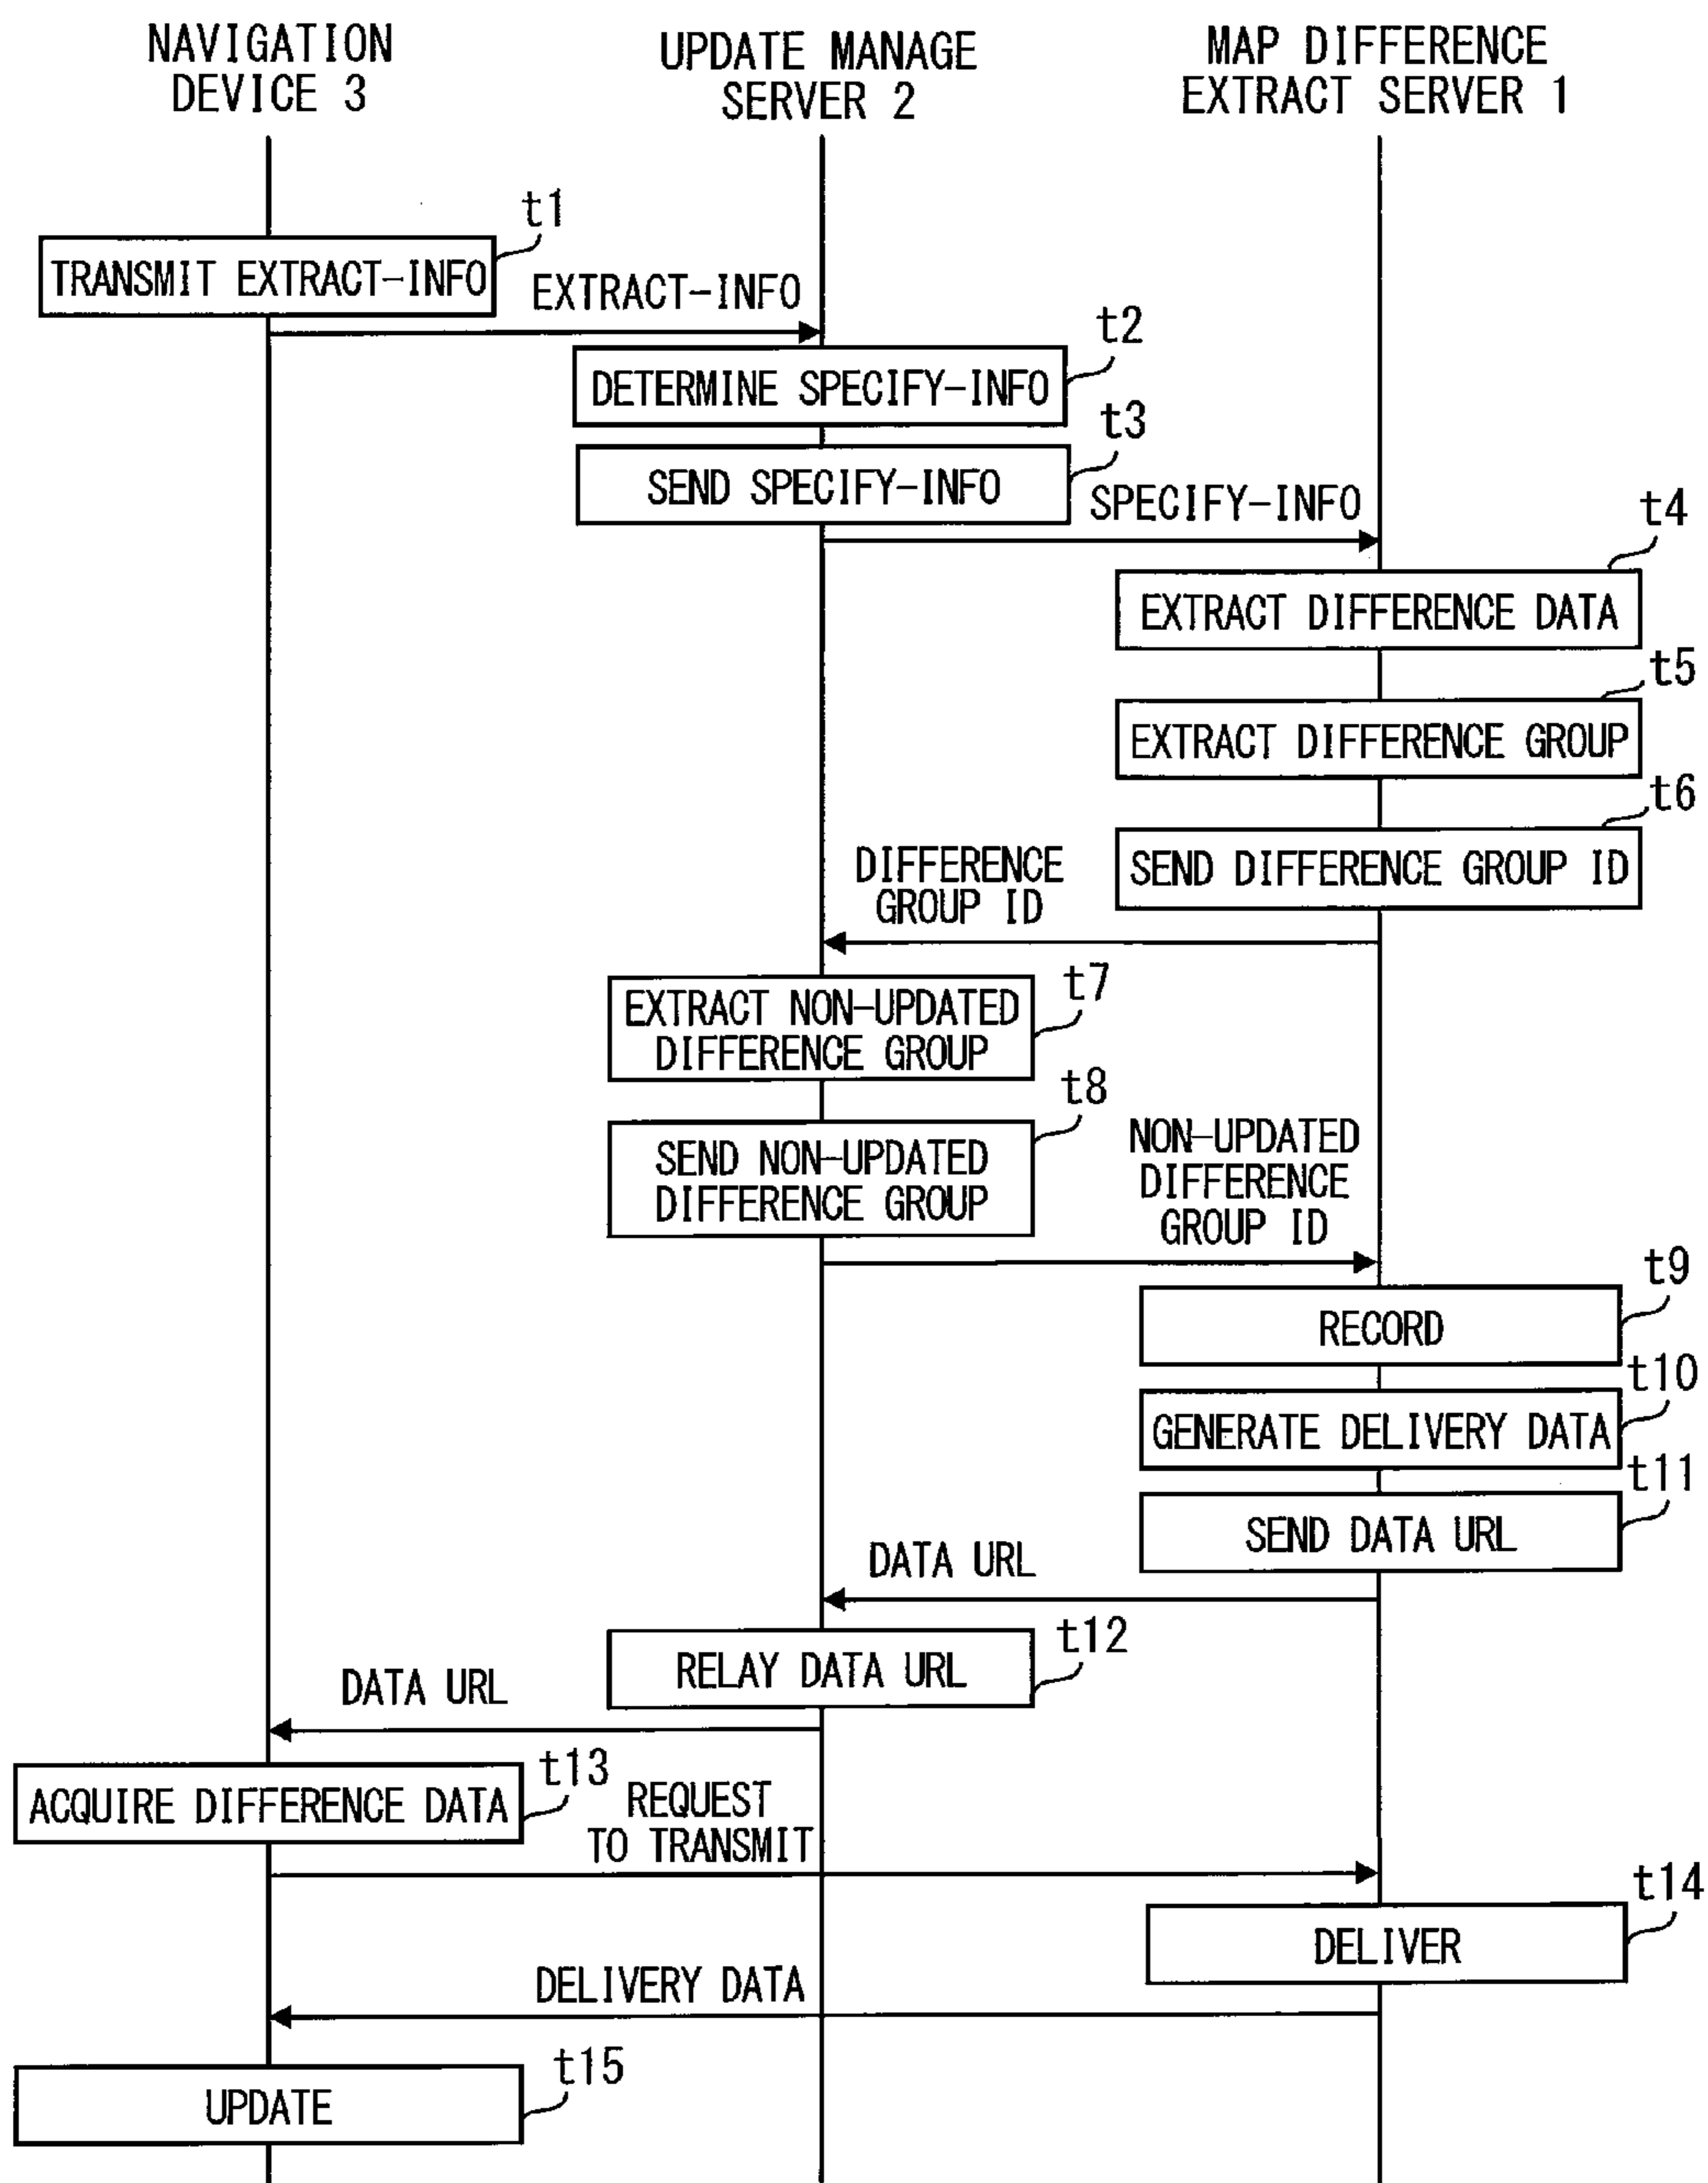 NAVIGATION
DEVICE 3
UPDATE MANAGE
SERVER 2
MAP DIFFERENCE
EXTRACT SERVER 1
t1
TRANSMIT EXTRACT-INFO
EXTRACT-INFO
t2
DETERMINE SPECIFY-INFO
t3
SEND SPECIFY-INFO
SPECIFY-INFO
t4
EXTRACT DIFFERENCE DATA
t5
EXTRACT DIFFERENCE GROUP
t6
SEND DIFFERENCE GROUP ID
DIFFERENCE
GROUP ID
t7
EXTRACT NON-UPDATED
DIFFERENCE GROUP
t8
SEND NON-UPDATED
DIFFERENCE GROUP
NON-UPDATED
DIFFERENCE
GROUP ID
t9
RECORD
t10
GENERATE DELIVERY DATA
t11
SEND DATA URL
DATA URL
t12
RELAY DATA URL
DATA URL
t13
ACQUIRE DIFFERENCE DATA
REQUEST
TO TRANSMIT
t14
DELIVER
DELIVERY DATA
t15
UPDATE